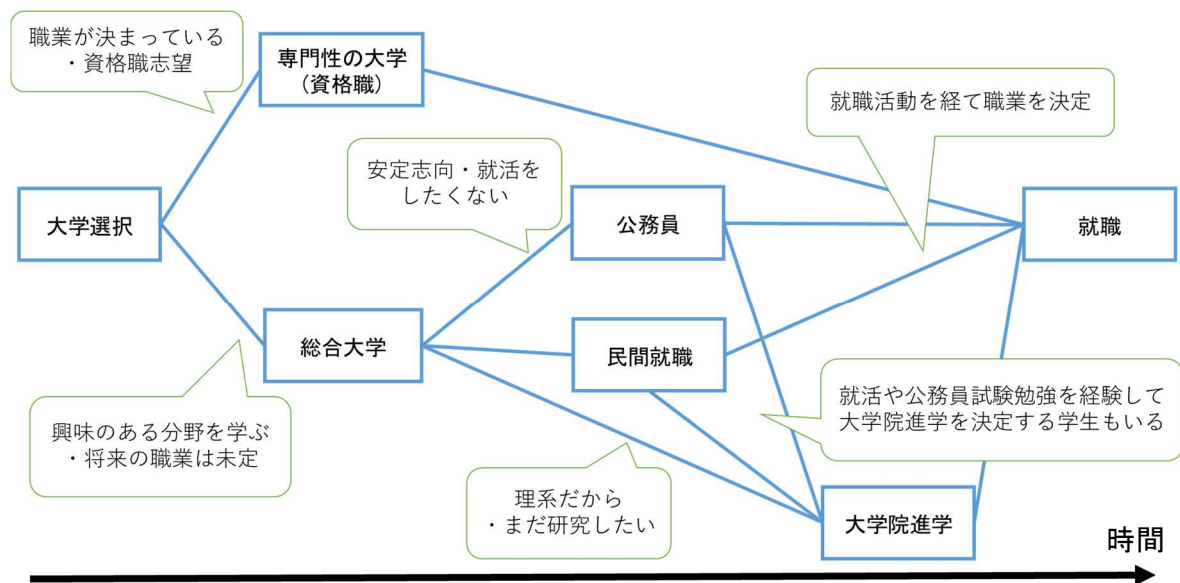 職業が決まっている
・資格職志望
専門性の大学
（資格職）
就職活動を経て職業を決定
安定志向・就活を
したくない
大学選択
公務員
就職
総合大学
民間就職
就活や公務員試験勉強を経験して
大学院進学を決定する学生もいる
興味のある分野を学ぶ
・将来の職業は未定
理系だから
・まだ研究したい
大学院進学
時間